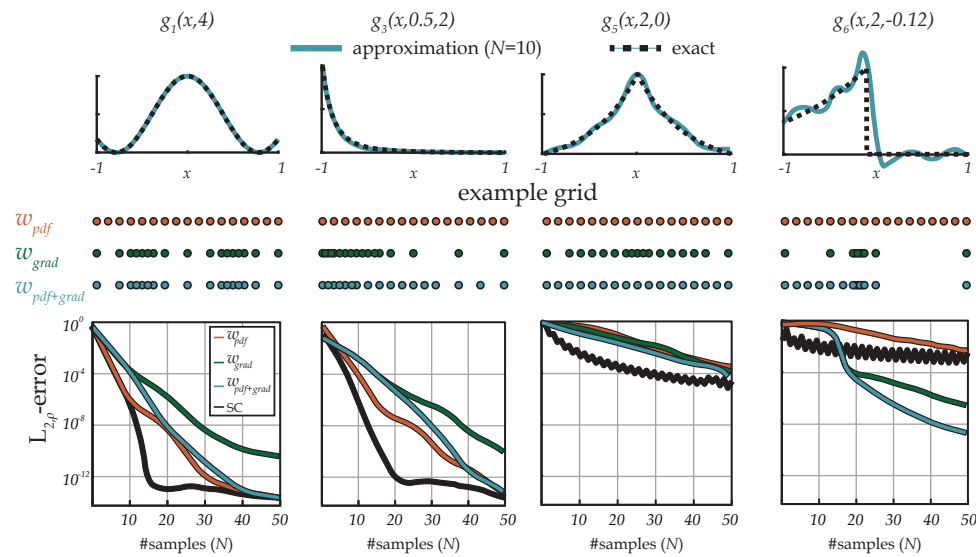 g1(x,4) g3(x,0.5,2) g5(x,2,0) g6(x,2,-0.12)
approximation (N=10) exact
-1 1 -1 1 -1 1 -1 1
x x x x
example grid
wpdf
wgrad
wpdf+grad
10^0
10^-4
10^-8
10^-12
L2,ρ-error
wpdf
wgrad
wpdf+grad
SC
10 20 30 40 50 10 20 30 40 50 10 20 30 40 50 10 20 30 40 50
#samples (N) #samples (N) #samples (N) #samples (N)